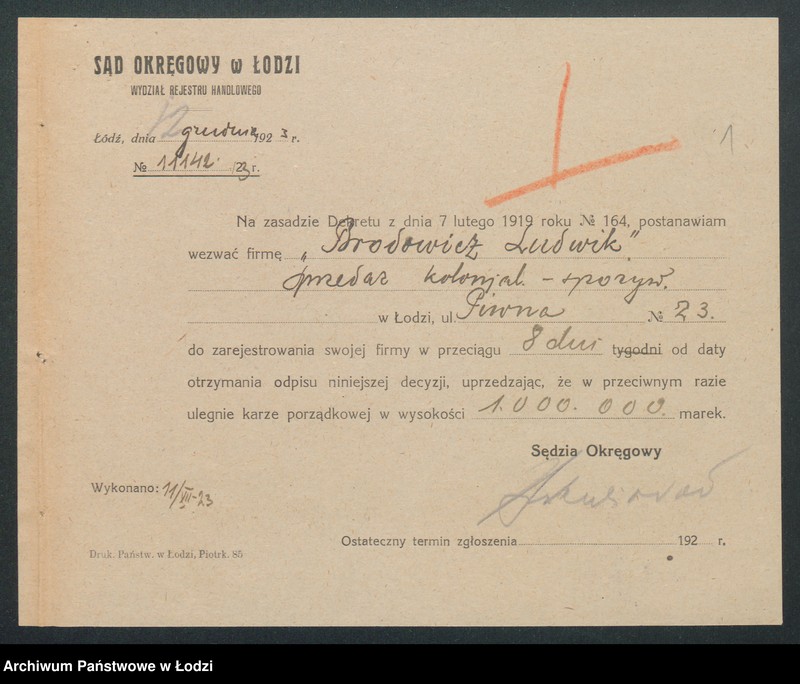 SĄD OKRĘGOWY w ŁODZI
WYDZIAŁ REJESTRU HANDLOWEGO
Łódź, dnia 12 grudnia 1923 r.
№ 11142. /23 r.
1.
Na zasadzie Dekretu z dnia 7 lutego 1919 roku № 164, postanawiam
wezwać firmę „Brodowicz Ludwik"
sprzedaż kolonjal. - spożyw.
w Łodzi, ul. Piwna № 23.
do zarejestrowania swojej firmy w przeciągu 8 dni tygodni od daty
otrzymania odpisu niniejszej decyzji, uprzedzając, że w przeciwnym razie
ulegnie karze porządkowej w wysokości 1.000.000. marek.
Sędzia Okręgowy
Wykonano: 11/XII-23
Ostateczny termin zgłoszenia 192 r.
Druk. Państw. w Łodzi, Piotrk. 85
Archiwum Państwowe w Łodzi